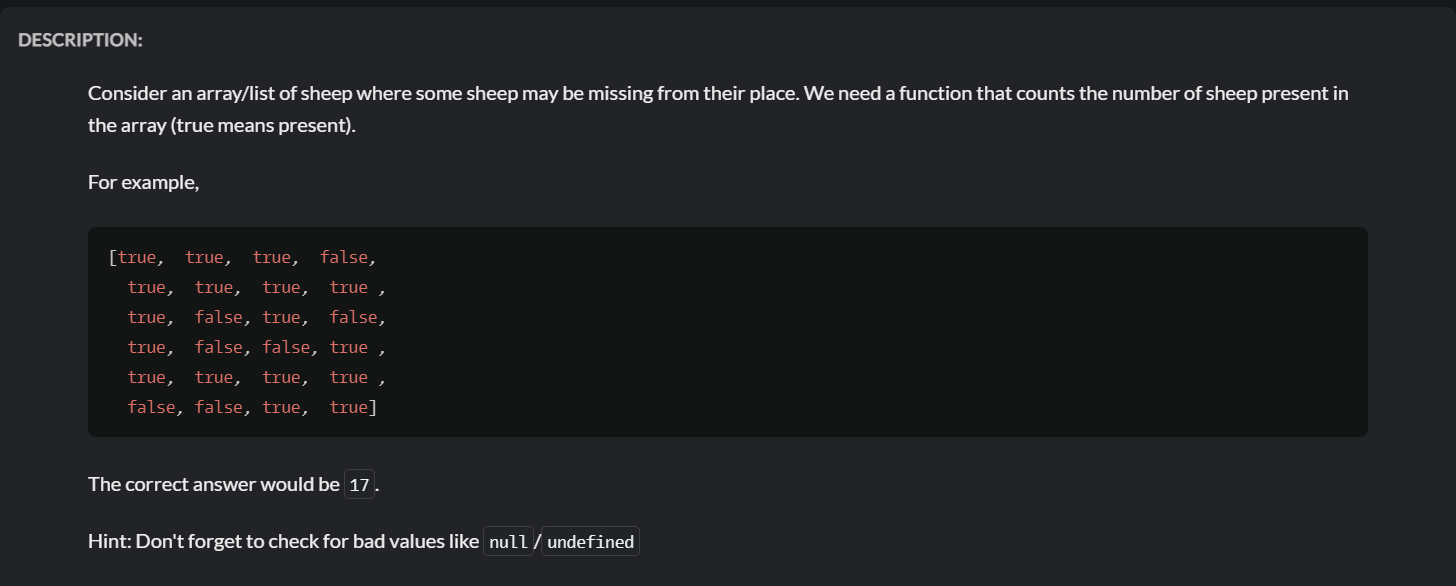 DESCRIPTION:
Consider an array/list of sheep where some sheep may be missing from their place. We need a function that counts the number of sheep present in
the array (true means present).
For example,
[true,  true,  true,  false,
  true,  true,  true,  true ,
  true,  false, true,  false,
  true,  false, false, true ,
  true,  true,  true,  true ,
  false, false, true,  true]
The correct answer would be 17.
Hint: Don't forget to check for bad values like null/undefined